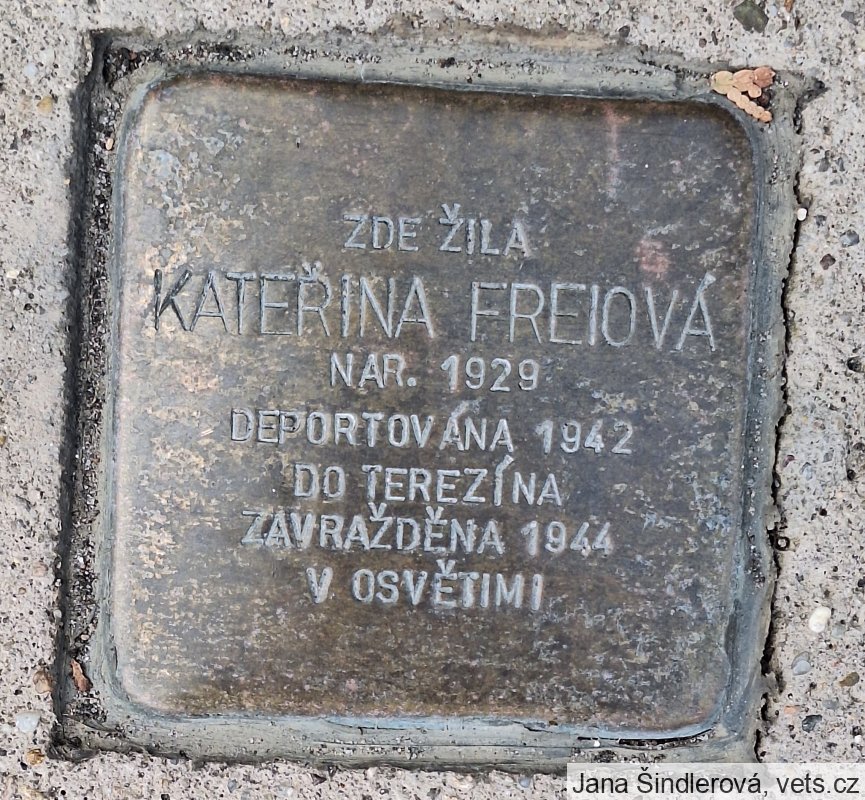 ZDE ŽILA
KATEŘINA FREIOVÁ
NAR. 1929
DEPORTOVÁNA 1942
DO TEREZÍNA
ZAVRAŽDĚNA 1944
V OSVĚTIMI
Jana Šindlerová, vets.cz